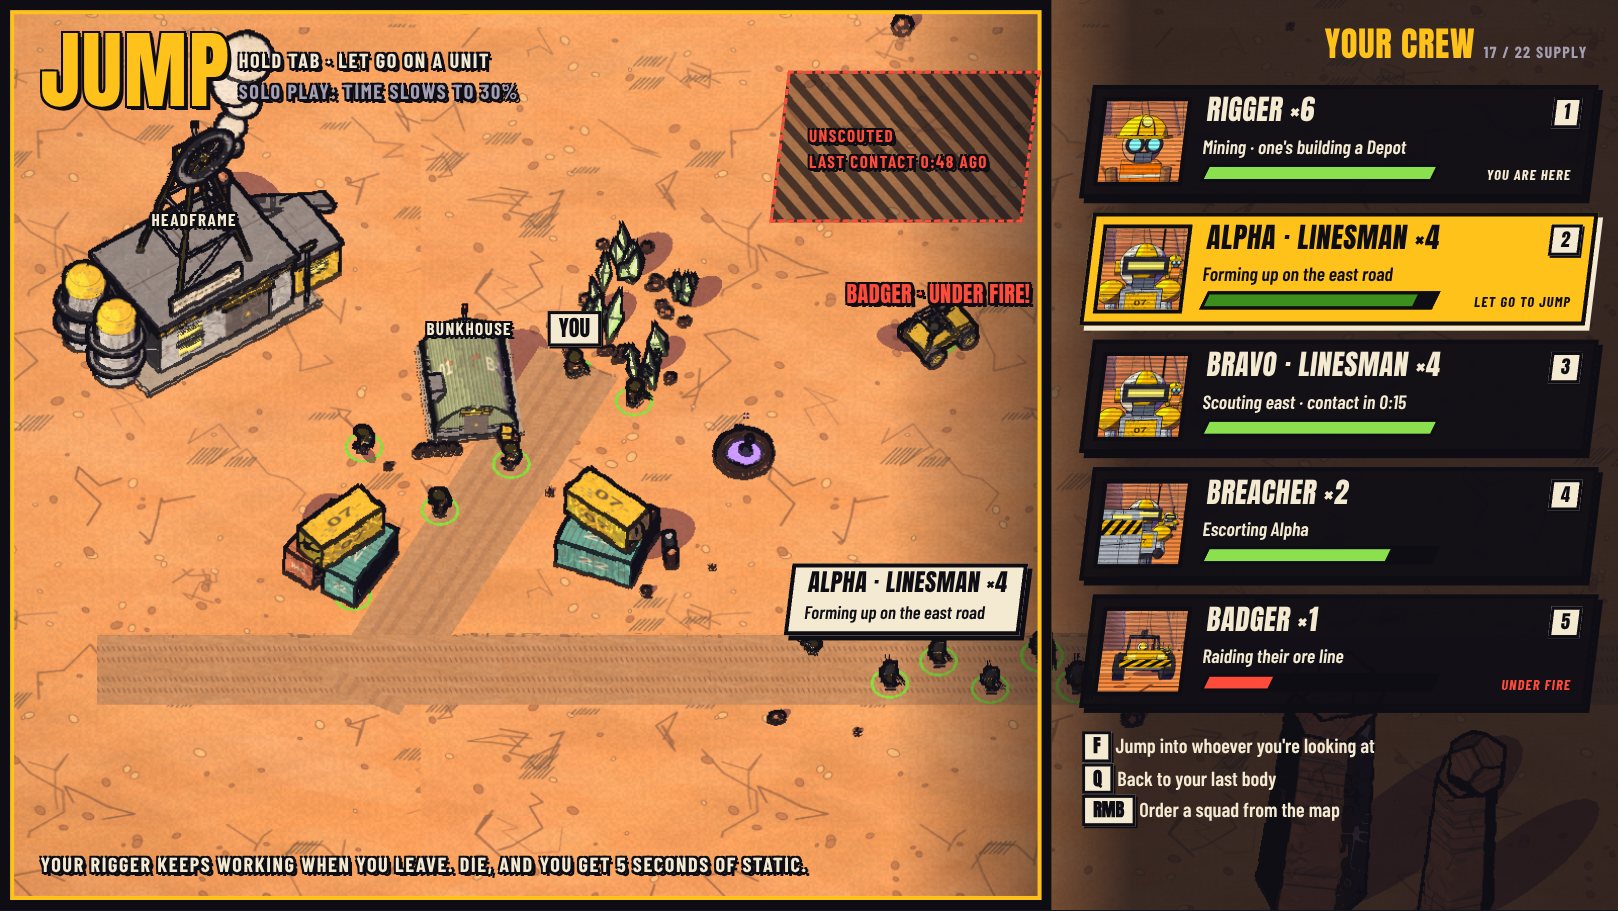 JUMP
HOLD TAB · LET GO ON A UNIT
SOLO PLAY: TIME SLOWS TO 30%
UNSCOUTED
LAST CONTACT 0:48 AGO
HEADFRAME
BADGER · UNDER FIRE!
BUNKHOUSE
YOU
07
07
ALPHA · LINESMAN ×4
Forming up on the east road
YOUR RIGGER KEEPS WORKING WHEN YOU LEAVE. DIE, AND YOU GET 5 SECONDS OF STATIC.
YOUR CREW 17 / 22 SUPPLY
RIGGER ×6
1
Mining · one's building a Depot
YOU ARE HERE
ALPHA · LINESMAN ×4
2
Forming up on the east road
07
LET GO TO JUMP
BRAVO · LINESMAN ×4
3
Scouting east · contact in 0:15
07
BREACHER ×2
4
Escorting Alpha
BADGER ×1
5
Raiding their ore line
UNDER FIRE
F Jump into whoever you're looking at
Q Back to your last body
RMB Order a squad from the map